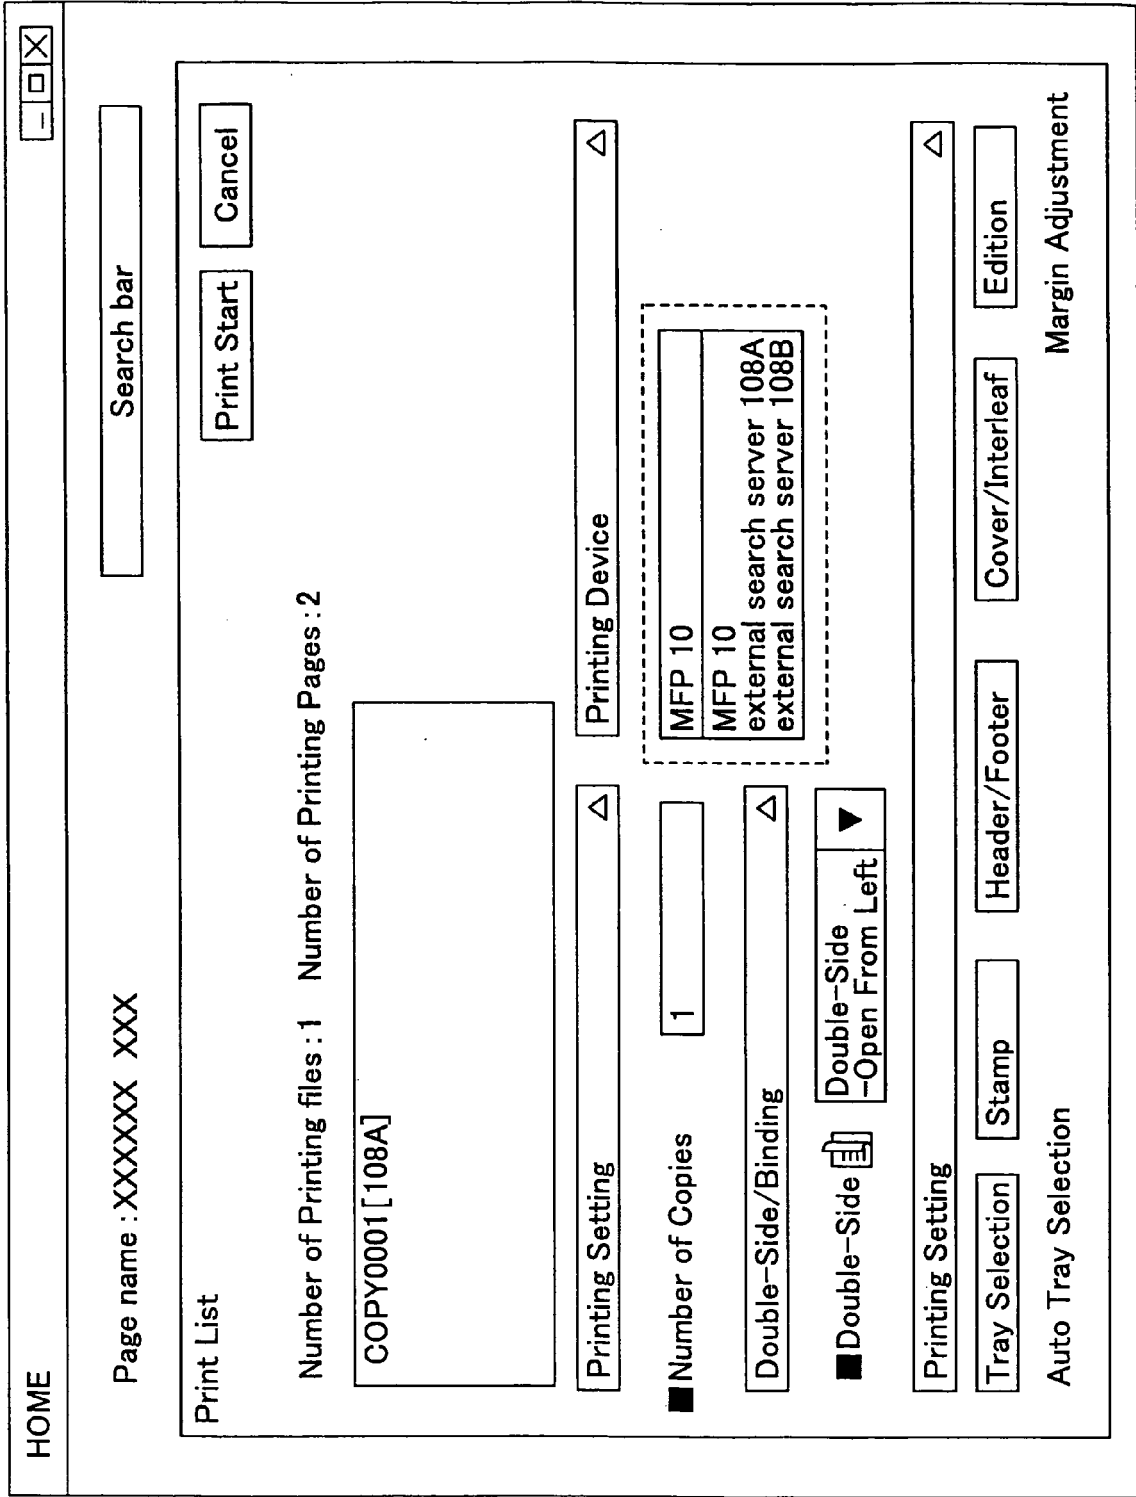 HOME
Page name : XXXXXX XXX
Search bar
Print List
Print Start
Cancel
Number of Printing files : 1 Number of Printing Pages : 2
COPY0001[108A]
Printing Setting
Printing Device
■Number of Copies
1
MFP 10
MFP 10
external search server 108A
external search server 108B
Double-Side/Binding
■Double-Side
Double-Side
-Open From Left
Printing Setting
Tray Selection
Stamp
Header/Footer
Cover/Interleaf
Edition
Auto Tray Selection
Margin Adjustment